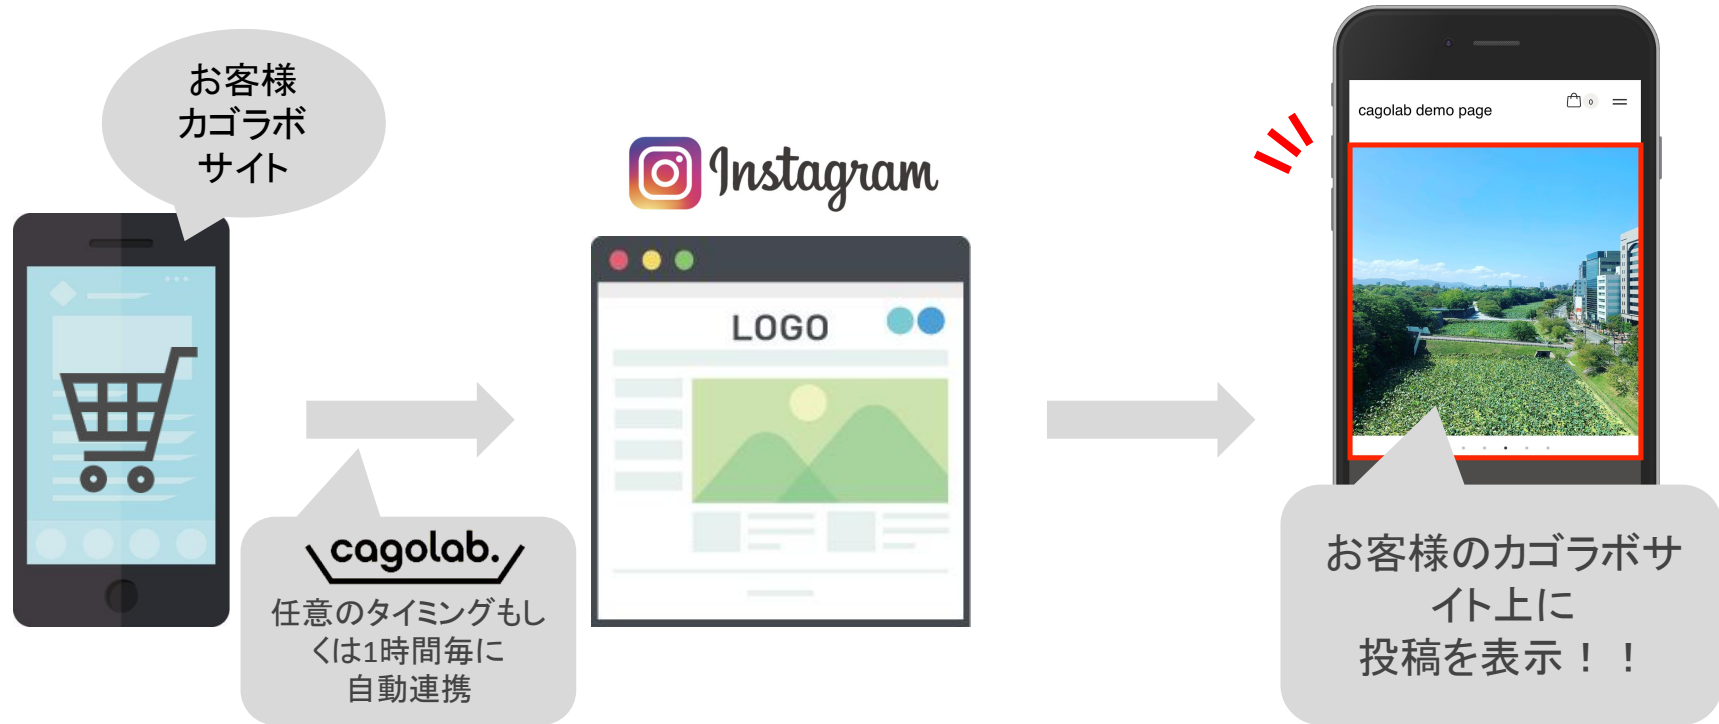 お客様
カゴラボ
サイト
Instagram
LOGO
cagolab.
任意のタイミングもし
くは1時間毎に
自動連携
cagolab demo page
0
お客様のカゴラボサ
イト上に
投稿を表示！！